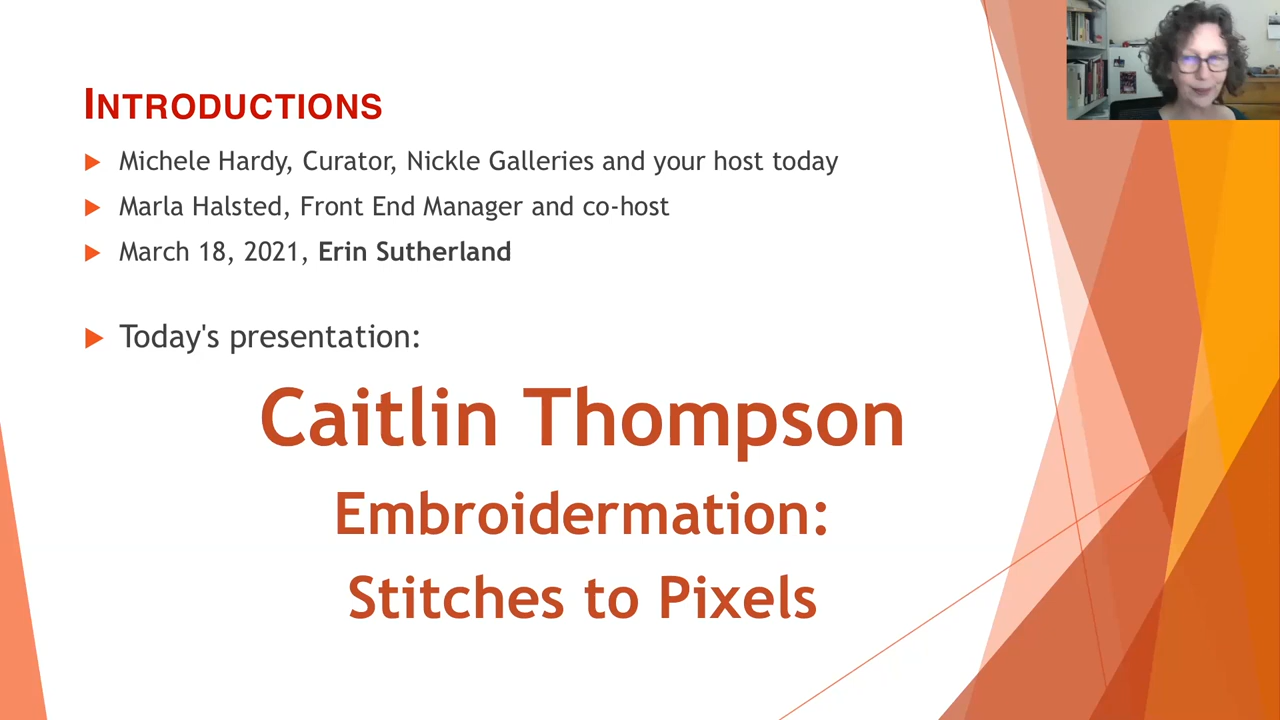 INTRODUCTIONS
Michele Hardy, Curator, Nickle Galleries and your host today
Marla Halsted, Front End Manager and co-host
March 18, 2021, Erin Sutherland
Today's presentation:
Caitlin Thompson
Embroidermation:
Stitches to Pixels